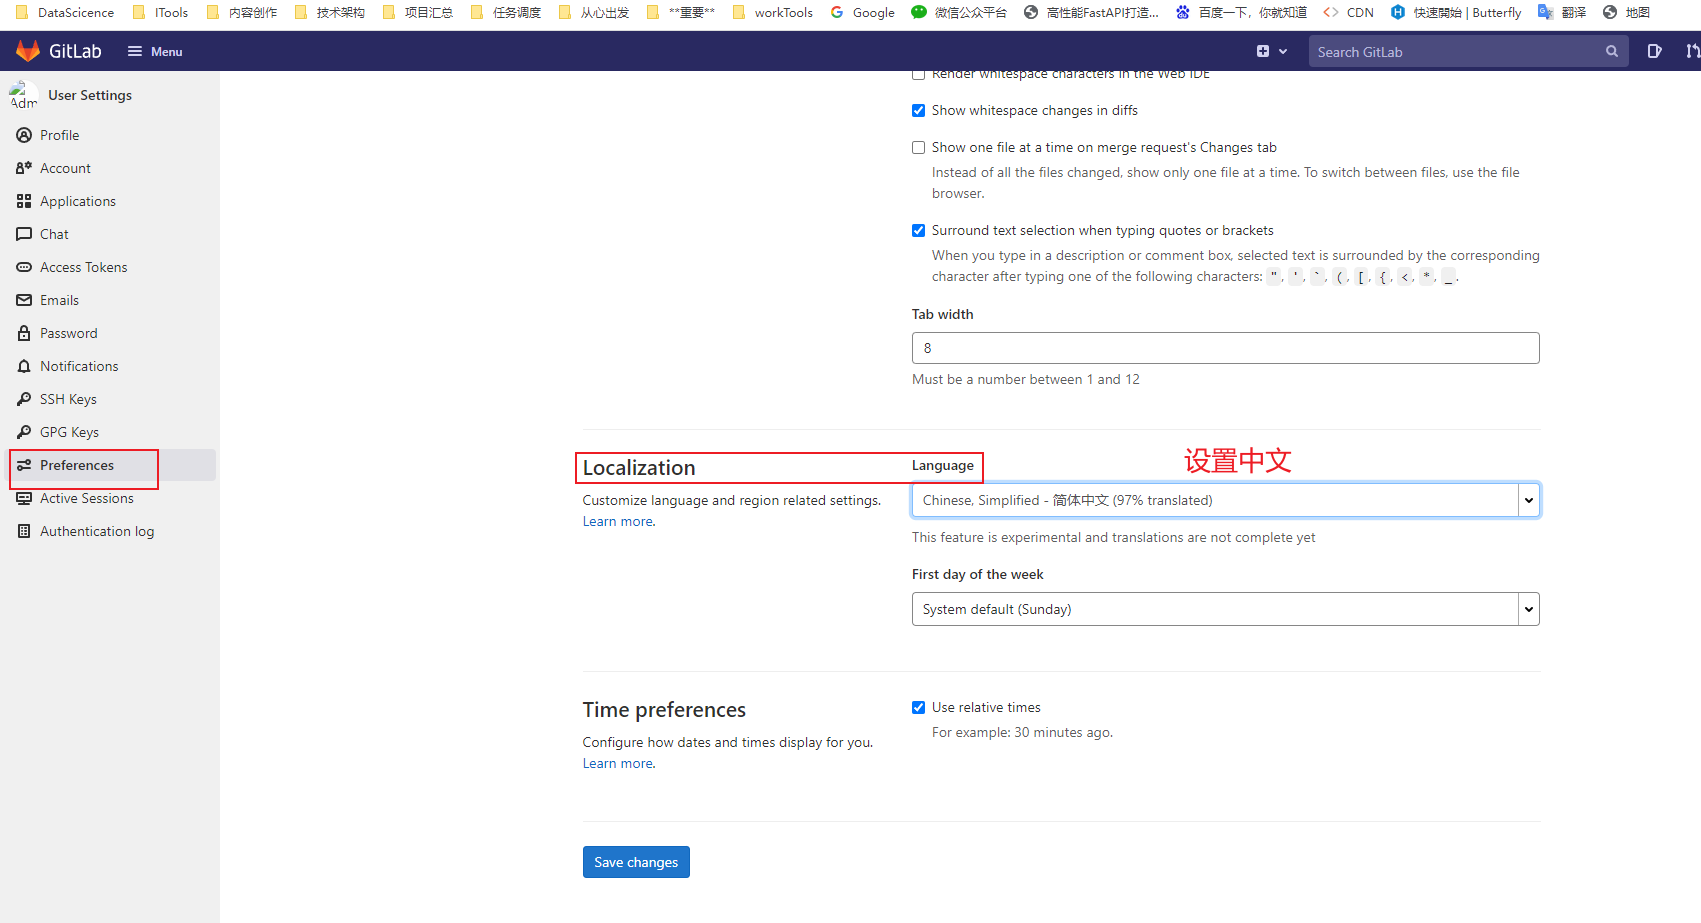 DataScicence ITools 内容创作 技术架构 项目汇总 任务调度 从心出发 **重要** workTools Google 微信公众平台 高性能FastAPI打造... 百度一下，你就知道 CDN 快速開始 | Butterfly 翻译 地图
GitLab Menu Search GitLab
Adm User Settings
Profile
Account
Applications
Chat
Access Tokens
Emails
Password
Notifications
SSH Keys
GPG Keys
Preferences
Active Sessions
Authentication log
Render whitespace characters in the Web IDE
Show whitespace changes in diffs
Show one file at a time on merge request's Changes tab
Instead of all the files changed, show only one file at a time. To switch between files, use the file
browser.
Surround text selection when typing quotes or brackets
When you type in a description or comment box, selected text is surrounded by the corresponding
character after typing one of the following characters: ", ', `, (, [, {, <, *, _.
Tab width
8
Must be a number between 1 and 12
Localization
Customize language and region related settings.
Learn more.
Language
设置中文
Chinese, Simplified - 简体中文 (97% translated)
This feature is experimental and translations are not complete yet
First day of the week
System default (Sunday)
Time preferences
Configure how dates and times display for you.
Learn more.
Use relative times
For example: 30 minutes ago.
Save changes